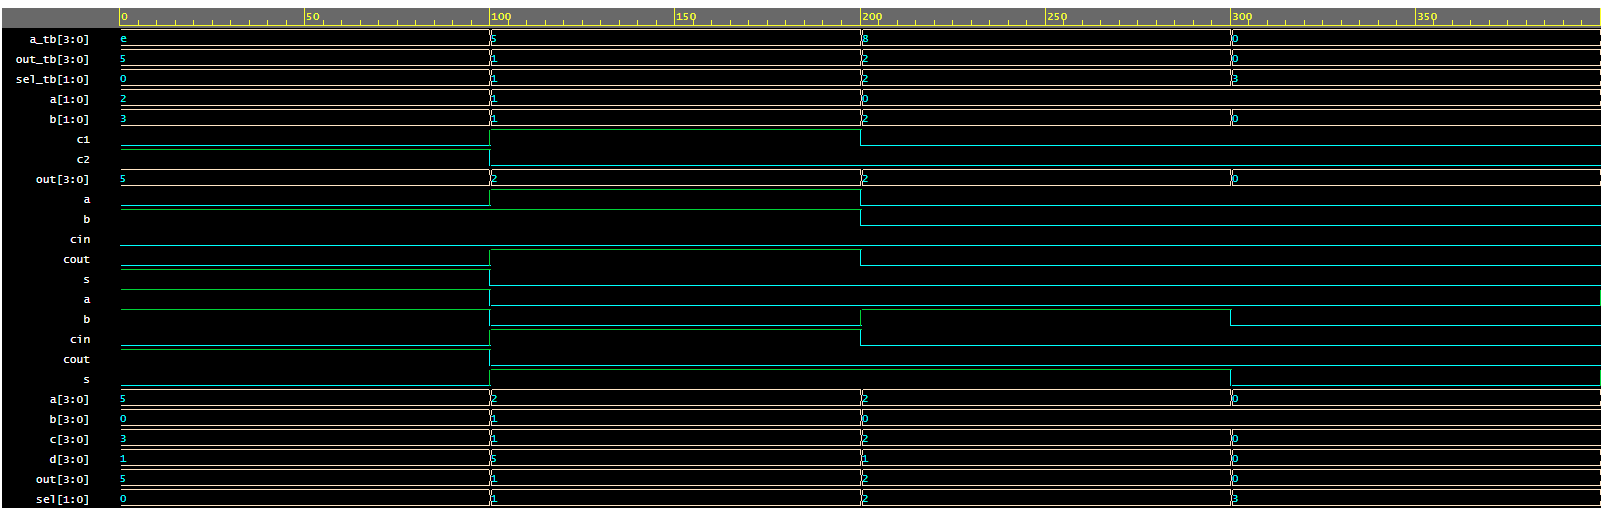 0 50 100 150 200 250 300 350
a_tb[3:0] e 5 8 0
out_tb[3:0] 5 1 2 0
sel_tb[1:0] 0 1 2 3
a[1:0] 2 1 0
b[1:0] 3 1 2 0
c1
c2
out[3:0] 5 2 2 0
a
b
cin
cout
s
a
b
cin
cout
s
a[3:0] 5 2 2 0
b[3:0] 0 1 0
c[3:0] 3 1 2 0
d[3:0] 1 5 1 0
out[3:0] 5 1 2 0
sel[1:0] 0 1 2 3